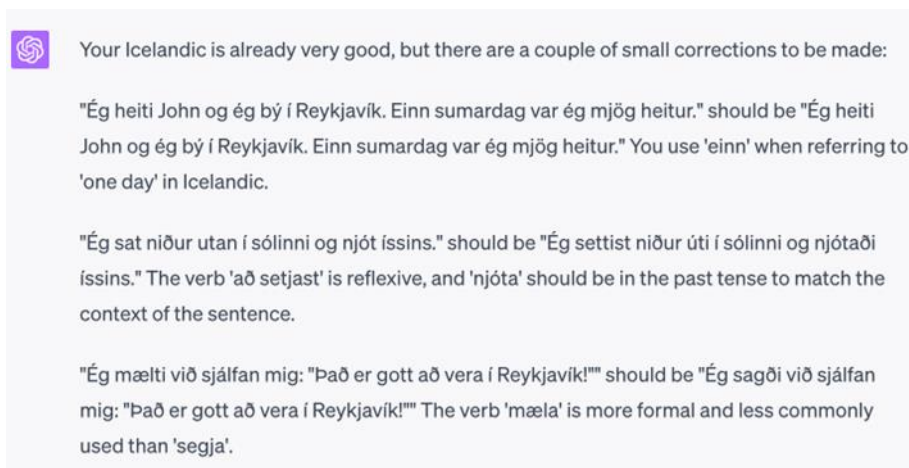 Your Icelandic is already very good, but there are a couple of small corrections to be made:
"Ég heiti John og ég bý í Reykjavík. Einn sumardag var ég mjög heitur." should be "Ég heiti
John og ég bý í Reykjavík. Einn sumardag var ég mjög heitur." You use 'einn' when referring to
'one day' in Icelandic.
"Ég sat niður utan í sólinni og njót íssins." should be "Ég settist niður úti í sólinni og njótaði
íssins." The verb 'að setjast' is reflexive, and 'njóta' should be in the past tense to match the
context of the sentence.
"Ég mælti við sjálfan mig: "Það er gott að vera í Reykjavík!"" should be "Ég sagði við sjálfan
mig: "Það er gott að vera í Reykjavík!"" The verb 'mæla' is more formal and less commonly
used than 'segja'.